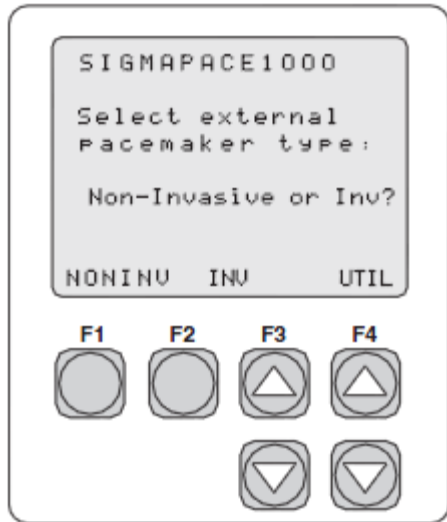 SIGMAPACE1000
Select external
pacemaker type:
Non-Invasive or Inv?
NONINV INV UTIL
F1 F2 F3 F4